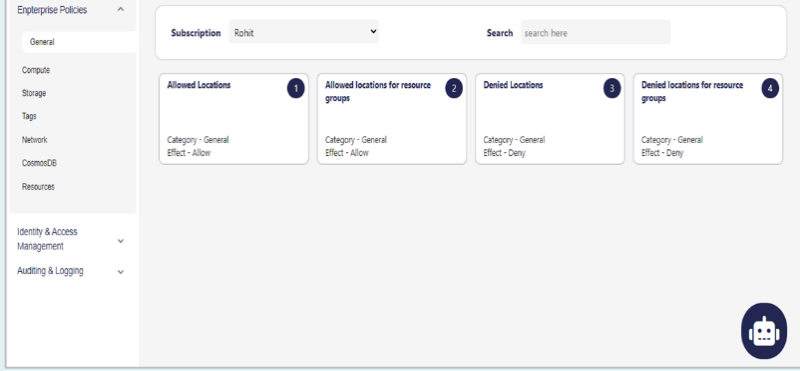 Enpterprise Policies
General
Compute
Storage
Tags
Network
CosmosDB
Resources
Identity & Access
Management
Auditing & Logging
Subscription Rohit Search search here
Allowed Locations 1
Category - General
Effect - Allow
Allowed locations for resource 2
groups
Category - General
Effect - Allow
Denied Locations 3
Category - General
Effect - Deny
Denied locations for resource 4
groups
Category - General
Effect - Deny